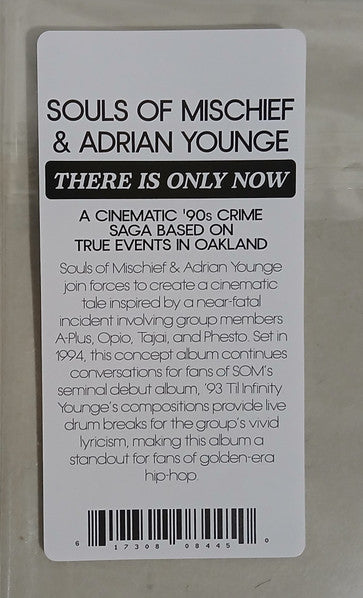 SOULS OF MISCHIEF
& ADRIAN YOUNGE
THERE IS ONLY NOW
A CINEMATIC '90s CRIME
SAGA BASED ON
TRUE EVENTS IN OAKLAND
Souls of Mischief & Adrian Younge
join forces to create a cinematic
tale inspired by a near-fatal
incident involving group members
A-Plus, Opio, Tajai, and Phesto. Set in
1994, this concept album continues
conversations for fans of SOM's
seminal debut album, '93 Til Infinity
Younge's compositions provide live
drum breaks for the group's vivid
lyricism, making this album a
standout for fans of golden-era
hip-hop.
6 17308 08445 0